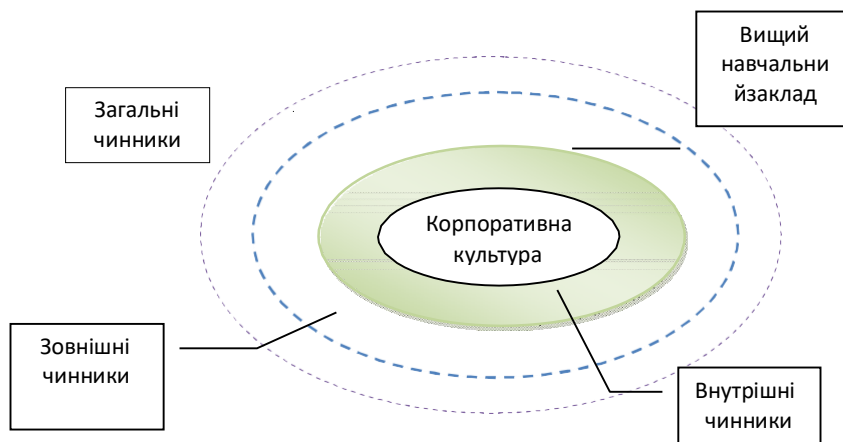 Вищий
навчальни
йзаклад
Загальні
чинники
Корпоративна
культура
Зовнішні
чинники
Внутрішні
чинники